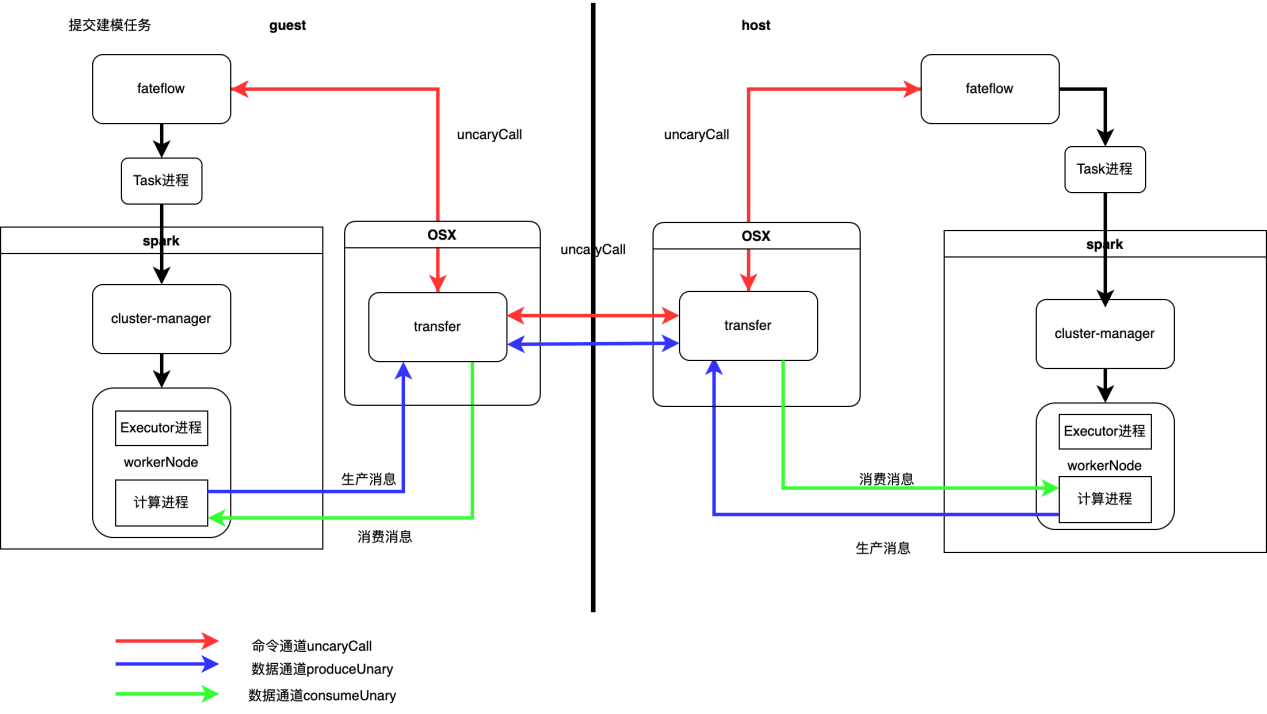 提交建模任务
guest
host
fateflow
fateflow
uncaryCall
uncaryCall
Task进程
Task进程
spark
OSX
uncaryCall
OSX
spark
cluster-manager
transfer
transfer
cluster-manager
Executor进程
workerNode
计算进程
生产消息
消费消息
Executor进程
workerNode
计算进程
消费消息
生产消息
命令通道uncaryCall
数据通道produceUnary
数据通道consumeUnary